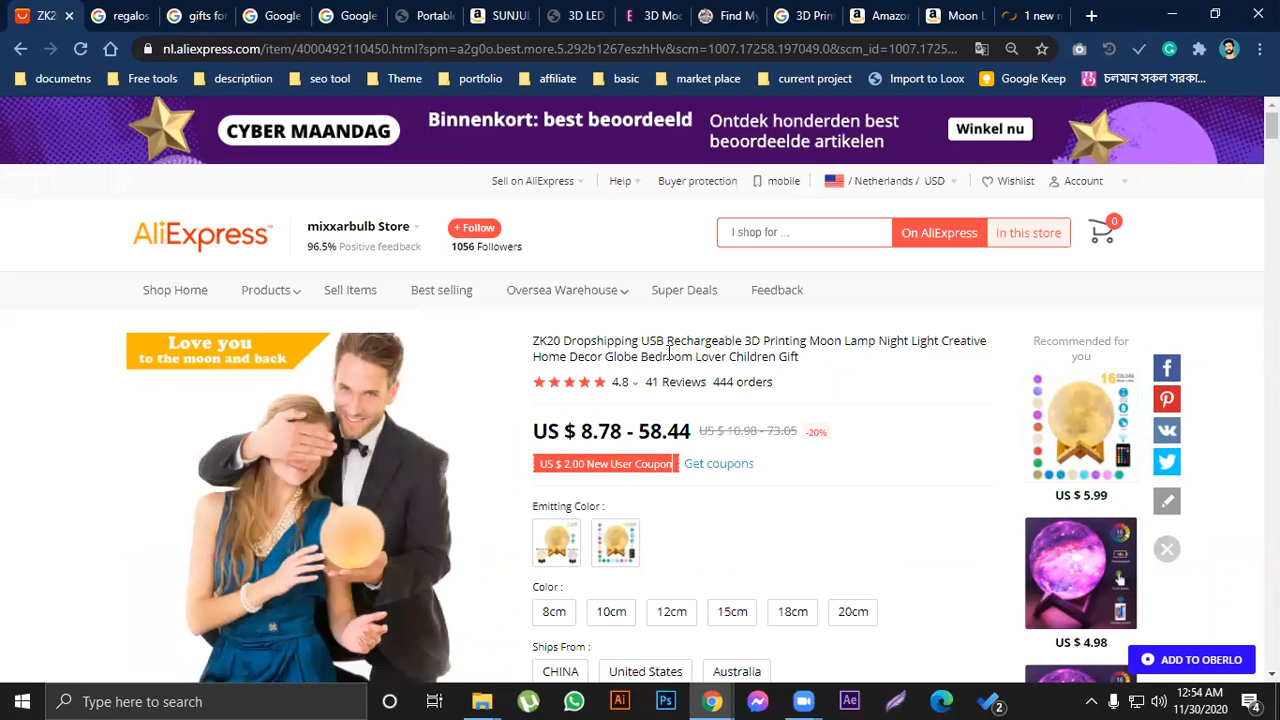 ZK2
regalos
gifts for
Google
Google
Portable
SUNJUL
3D LED
3D Moo
Find My
3D Print
Amazon
Moon L
1 new n
nl.aliexpress.com/item/4000492110450.html?spm=a2g0o.best.more.5.292b1267eszhHv&scm=1007.17258.197049.0&scm_id=1007.1725...
documetns
Free tools
descriptiion
seo tool
Theme
portfolio
affiliate
basic
market place
current project
Import to Loox
Google Keep
চলমান সকল সরকা...
CYBER MAANDAG
Binnenkort: best beoordeeld
Ontdek honderden best
beoordeelde artikelen
Winkel nu
Sell on AliExpress
Help
Buyer protection
mobile
/ Netherlands / USD
Wishlist
Account
AliExpress
mixxarbulb Store
96.5% Positive feedback
+ Follow
1056 Followers
I shop for ...
On AliExpress
In this store
0
Shop Home
Products
Sell Items
Best selling
Oversea Warehouse
Super Deals
Feedback
Love you
to the moon and back
ZK20 Dropshipping USB Rechargeable 3D Printing Moon Lamp Night Light Creative
Home Decor Globe Bedroom Lover Children Gift
4.8
41 Reviews
444 orders
US $ 8.78 - 58.44
US $ 10.98 - 73.05
-20%
US $ 2.00 New User Coupon
Get coupons
Emitting Color :
Color :
8cm
10cm
12cm
15cm
18cm
20cm
Ships From :
CHINA
United States
Australia
Recommended for
you
16 COLORS
US $ 5.99
US $ 4.98
ADD TO OBERLO
Type here to search
2
12:54 AM
11/30/2020
4